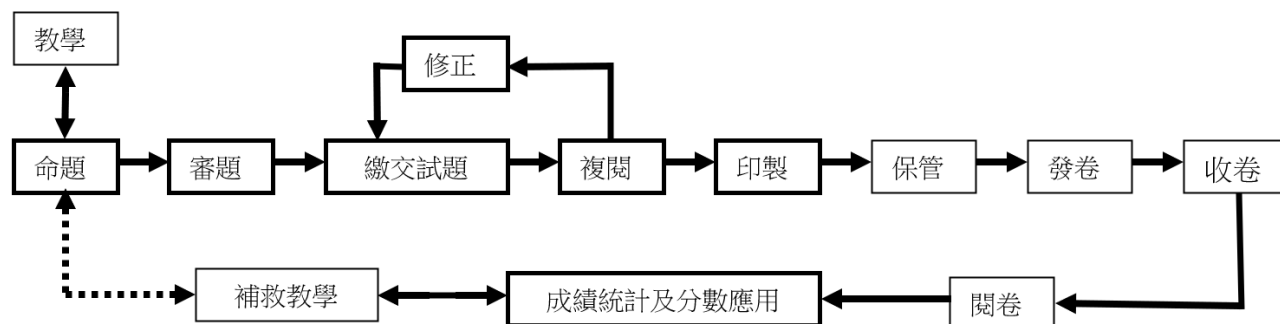 教學
修正
命題
審題
繳交試題
複閱
印製
保管
發卷
收卷
補救教學
成績統計及分數應用
閱卷